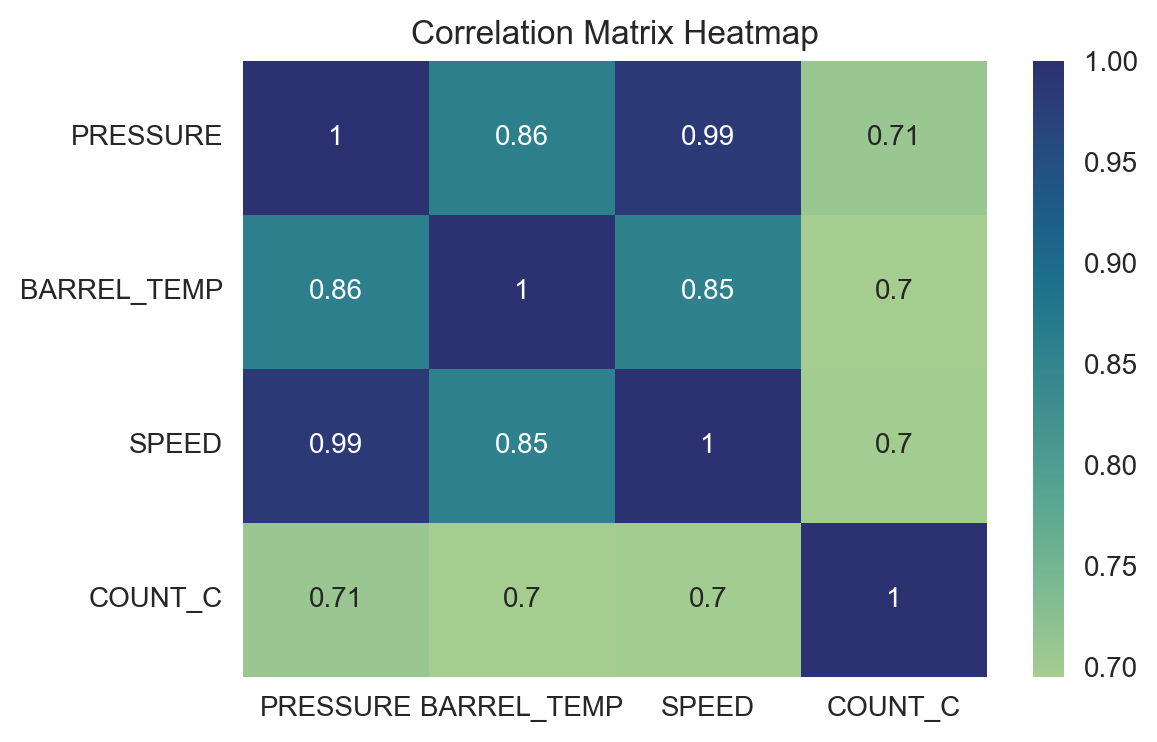 Correlation Matrix Heatmap
PRESSURE 1 0.86 0.99 0.71
BARREL_TEMP 0.86 1 0.85 0.7
SPEED 0.99 0.85 1 0.7
COUNT_C 0.71 0.7 0.7 1
PRESSURE BARREL_TEMP SPEED COUNT_C
1.00
0.95
0.90
0.85
0.80
0.75
0.70